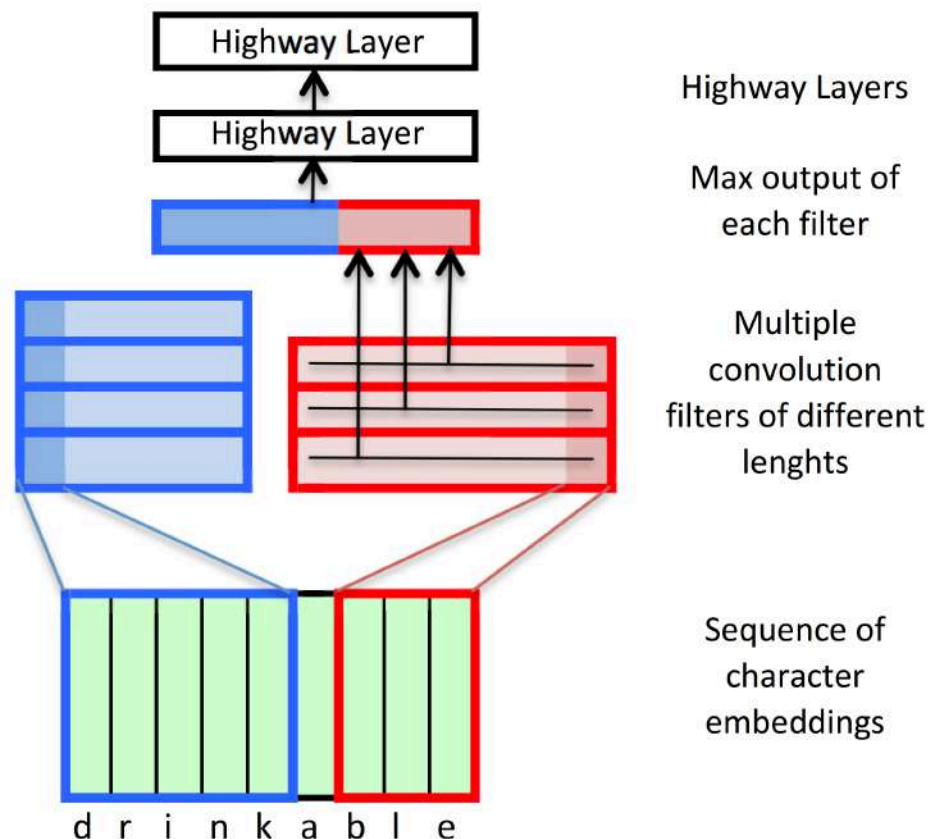 Highway Layer
Highway Layers
Highway Layer
Max output of
each filter
Multiple
convolution
filters of different
lenghts
Sequence of
character
embeddings
d r i n k a b l e